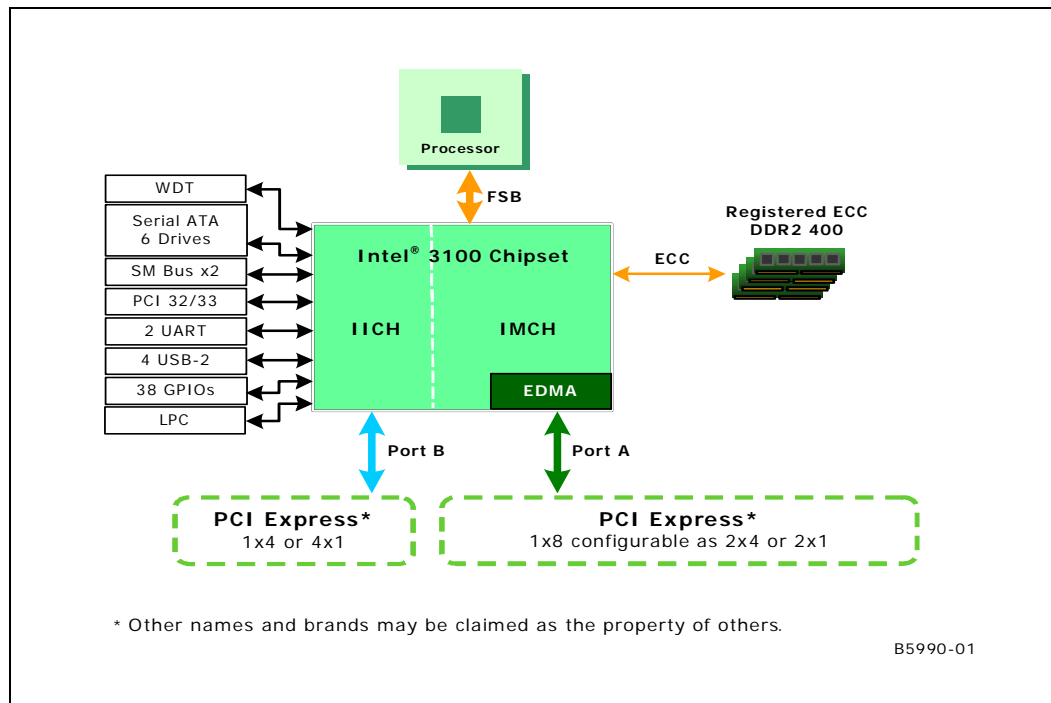 Processor
FSB
WDT
Serial ATA
6 Drives
SM Bus x2
PCI 32/33
2 UART
4 USB-2
38 GPIOs
LPC
Intel® 3100 Chipset
IICH
IMCH
EDMA
ECC
Registered ECC
DDR2 400
Port B
Port A
PCI Express*
1x4 or 4x1
PCI Express*
1x8 configurable as 2x4 or 2x1
* Other names and brands may be claimed as the property of others.
B5990-01